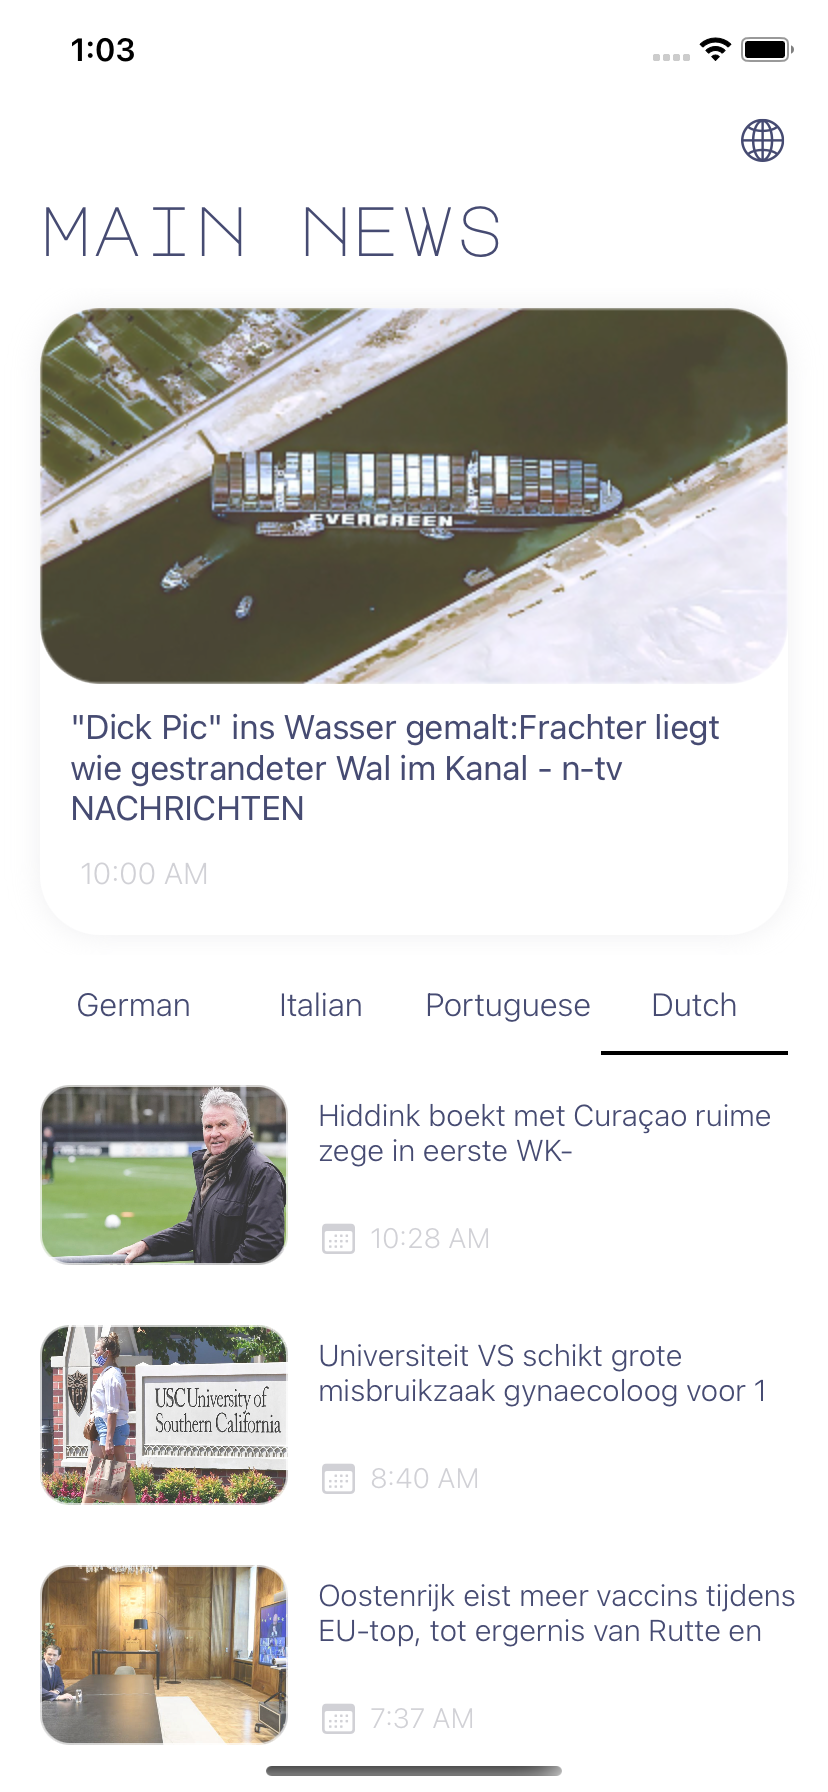 1:03
MAIN NEWS
EVERGREEN
"Dick Pic" ins Wasser gemalt:Frachter liegt
wie gestrandeter Wal im Kanal - n-tv
NACHRICHTEN
10:00 AM
German Italian Portuguese Dutch
Hiddink boekt met Curaçao ruime
zege in eerste WK-
10:28 AM
USC University of
Southern California
Universiteit VS schikt grote
misbruikzaak gynaecoloog voor 1
8:40 AM
Oostenrijk eist meer vaccins tijdens
EU-top, tot ergernis van Rutte en
7:37 AM